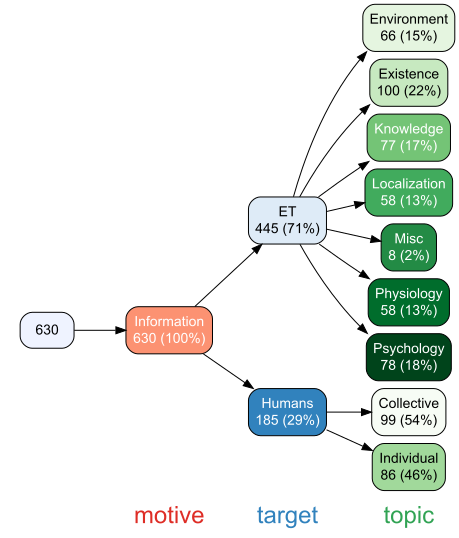 630
Information
630 (100%)
ET
445 (71%)
Humans
185 (29%)
Environment
66 (15%)
Existence
100 (22%)
Knowledge
77 (17%)
Localization
58 (13%)
Misc
8 (2%)
Physiology
58 (13%)
Psychology
78 (18%)
Collective
99 (54%)
Individual
86 (46%)
motive target topic